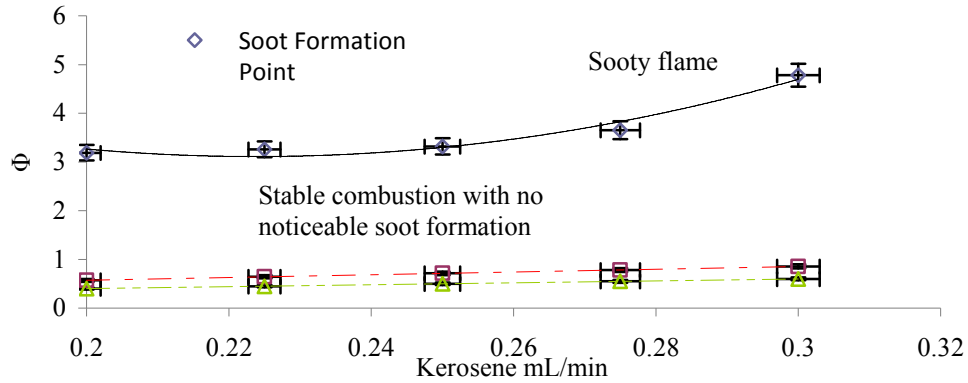 6
5
4
3
2
1
0
Φ
Soot Formation
Point
Sooty flame
Stable combustion with no
noticeable soot formation
0.2 0.22 0.24 0.26 0.28 0.3 0.32
Kerosene mL/min